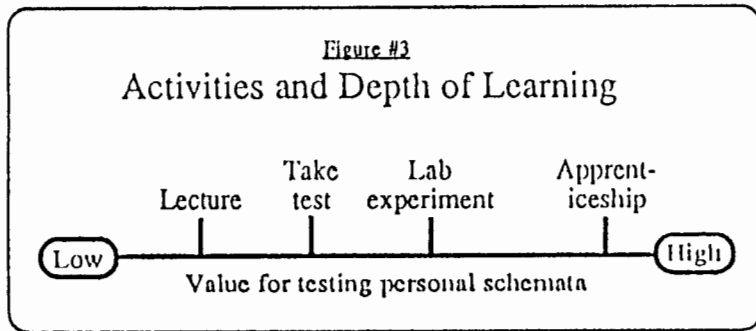 Figure #3
Activities and Depth of Learning
Lecture
Take
test
Lab
experiment
Apprent-
iceship
Low
High
Value for testing personal schemata